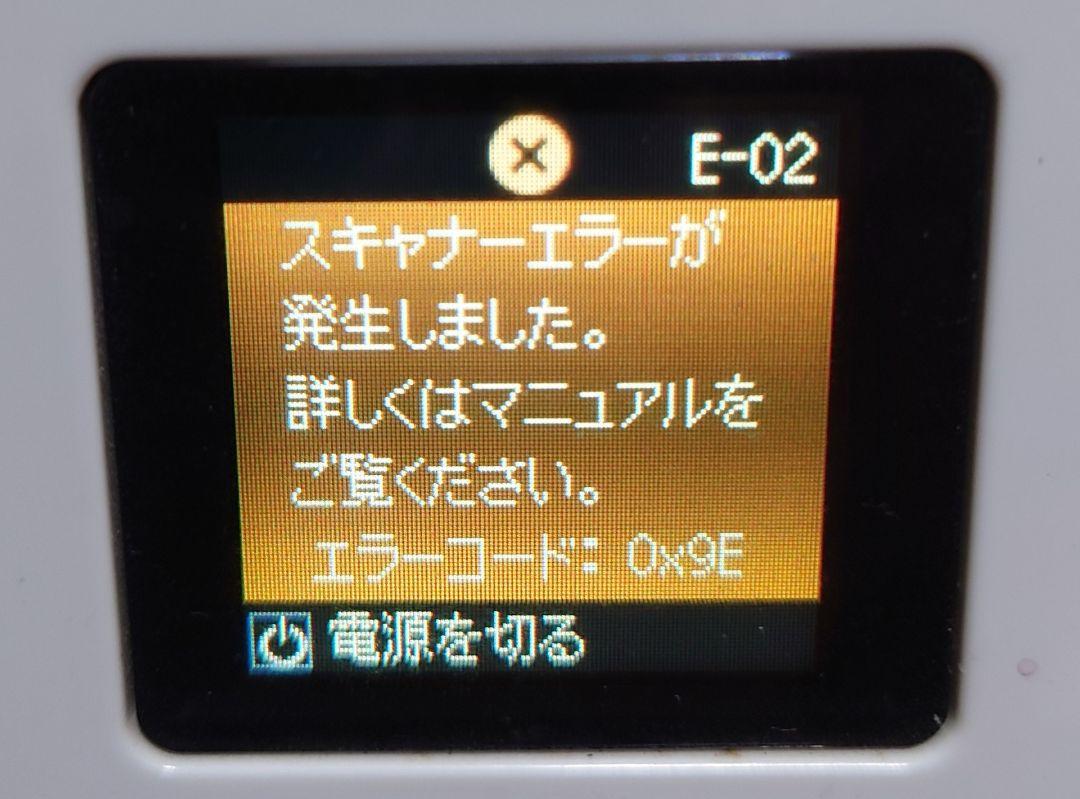 E-02
スキャナーエラーが
発生しました。
詳しくはマニュアルを
ご覧ください。
エラーコード： 0x9E
電源を切る